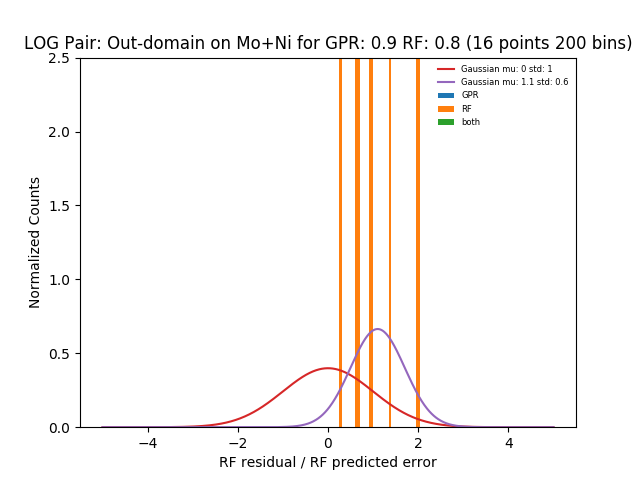 LOG Pair: Out-domain on Mo+Ni for GPR: 0.9 RF: 0.8 (16 points 200 bins)
2.5
2.0
1.5
1.0
0.5
0.0
Normalized Counts
Gaussian mu: 0 std: 1
Gaussian mu: 1.1 std: 0.6
GPR
RF
both
−4
−2
0
2
4
RF residual / RF predicted error